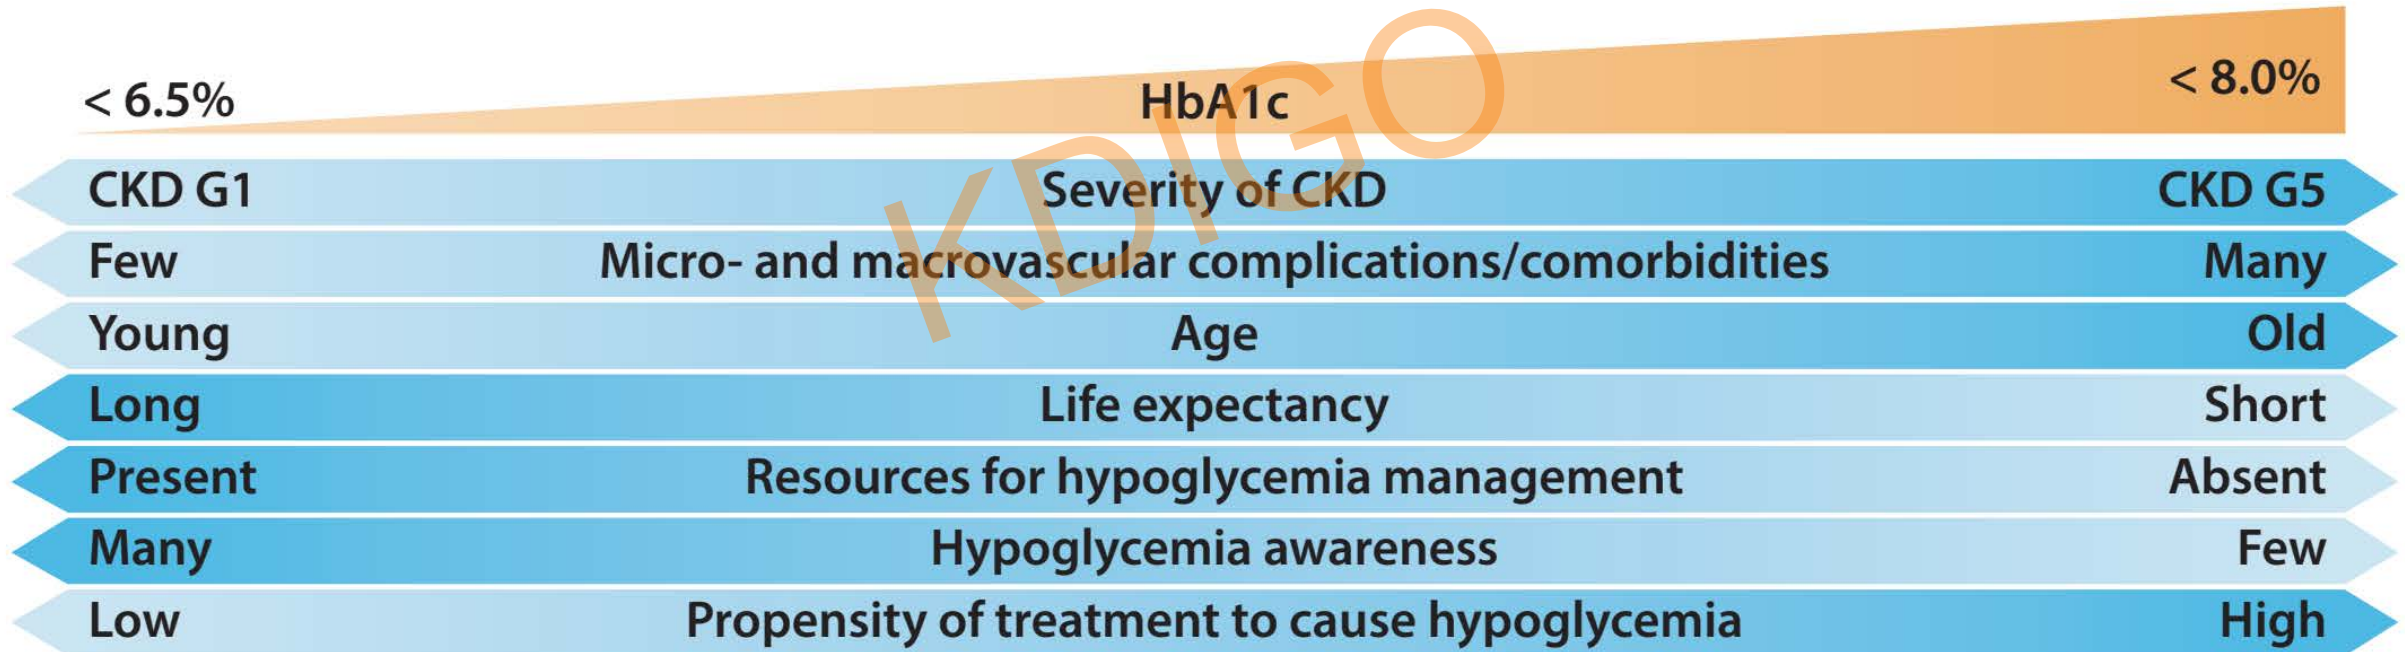 < 6.5% HbA1c < 8.0%
CKD G1 Severity of CKD CKD G5
Few Micro- and macrovascular complications/comorbidities Many
Young Age Old
Long Life expectancy Short
Present Resources for hypoglycemia management Absent
Many Hypoglycemia awareness Few
Low Propensity of treatment to cause hypoglycemia High
KDIGO